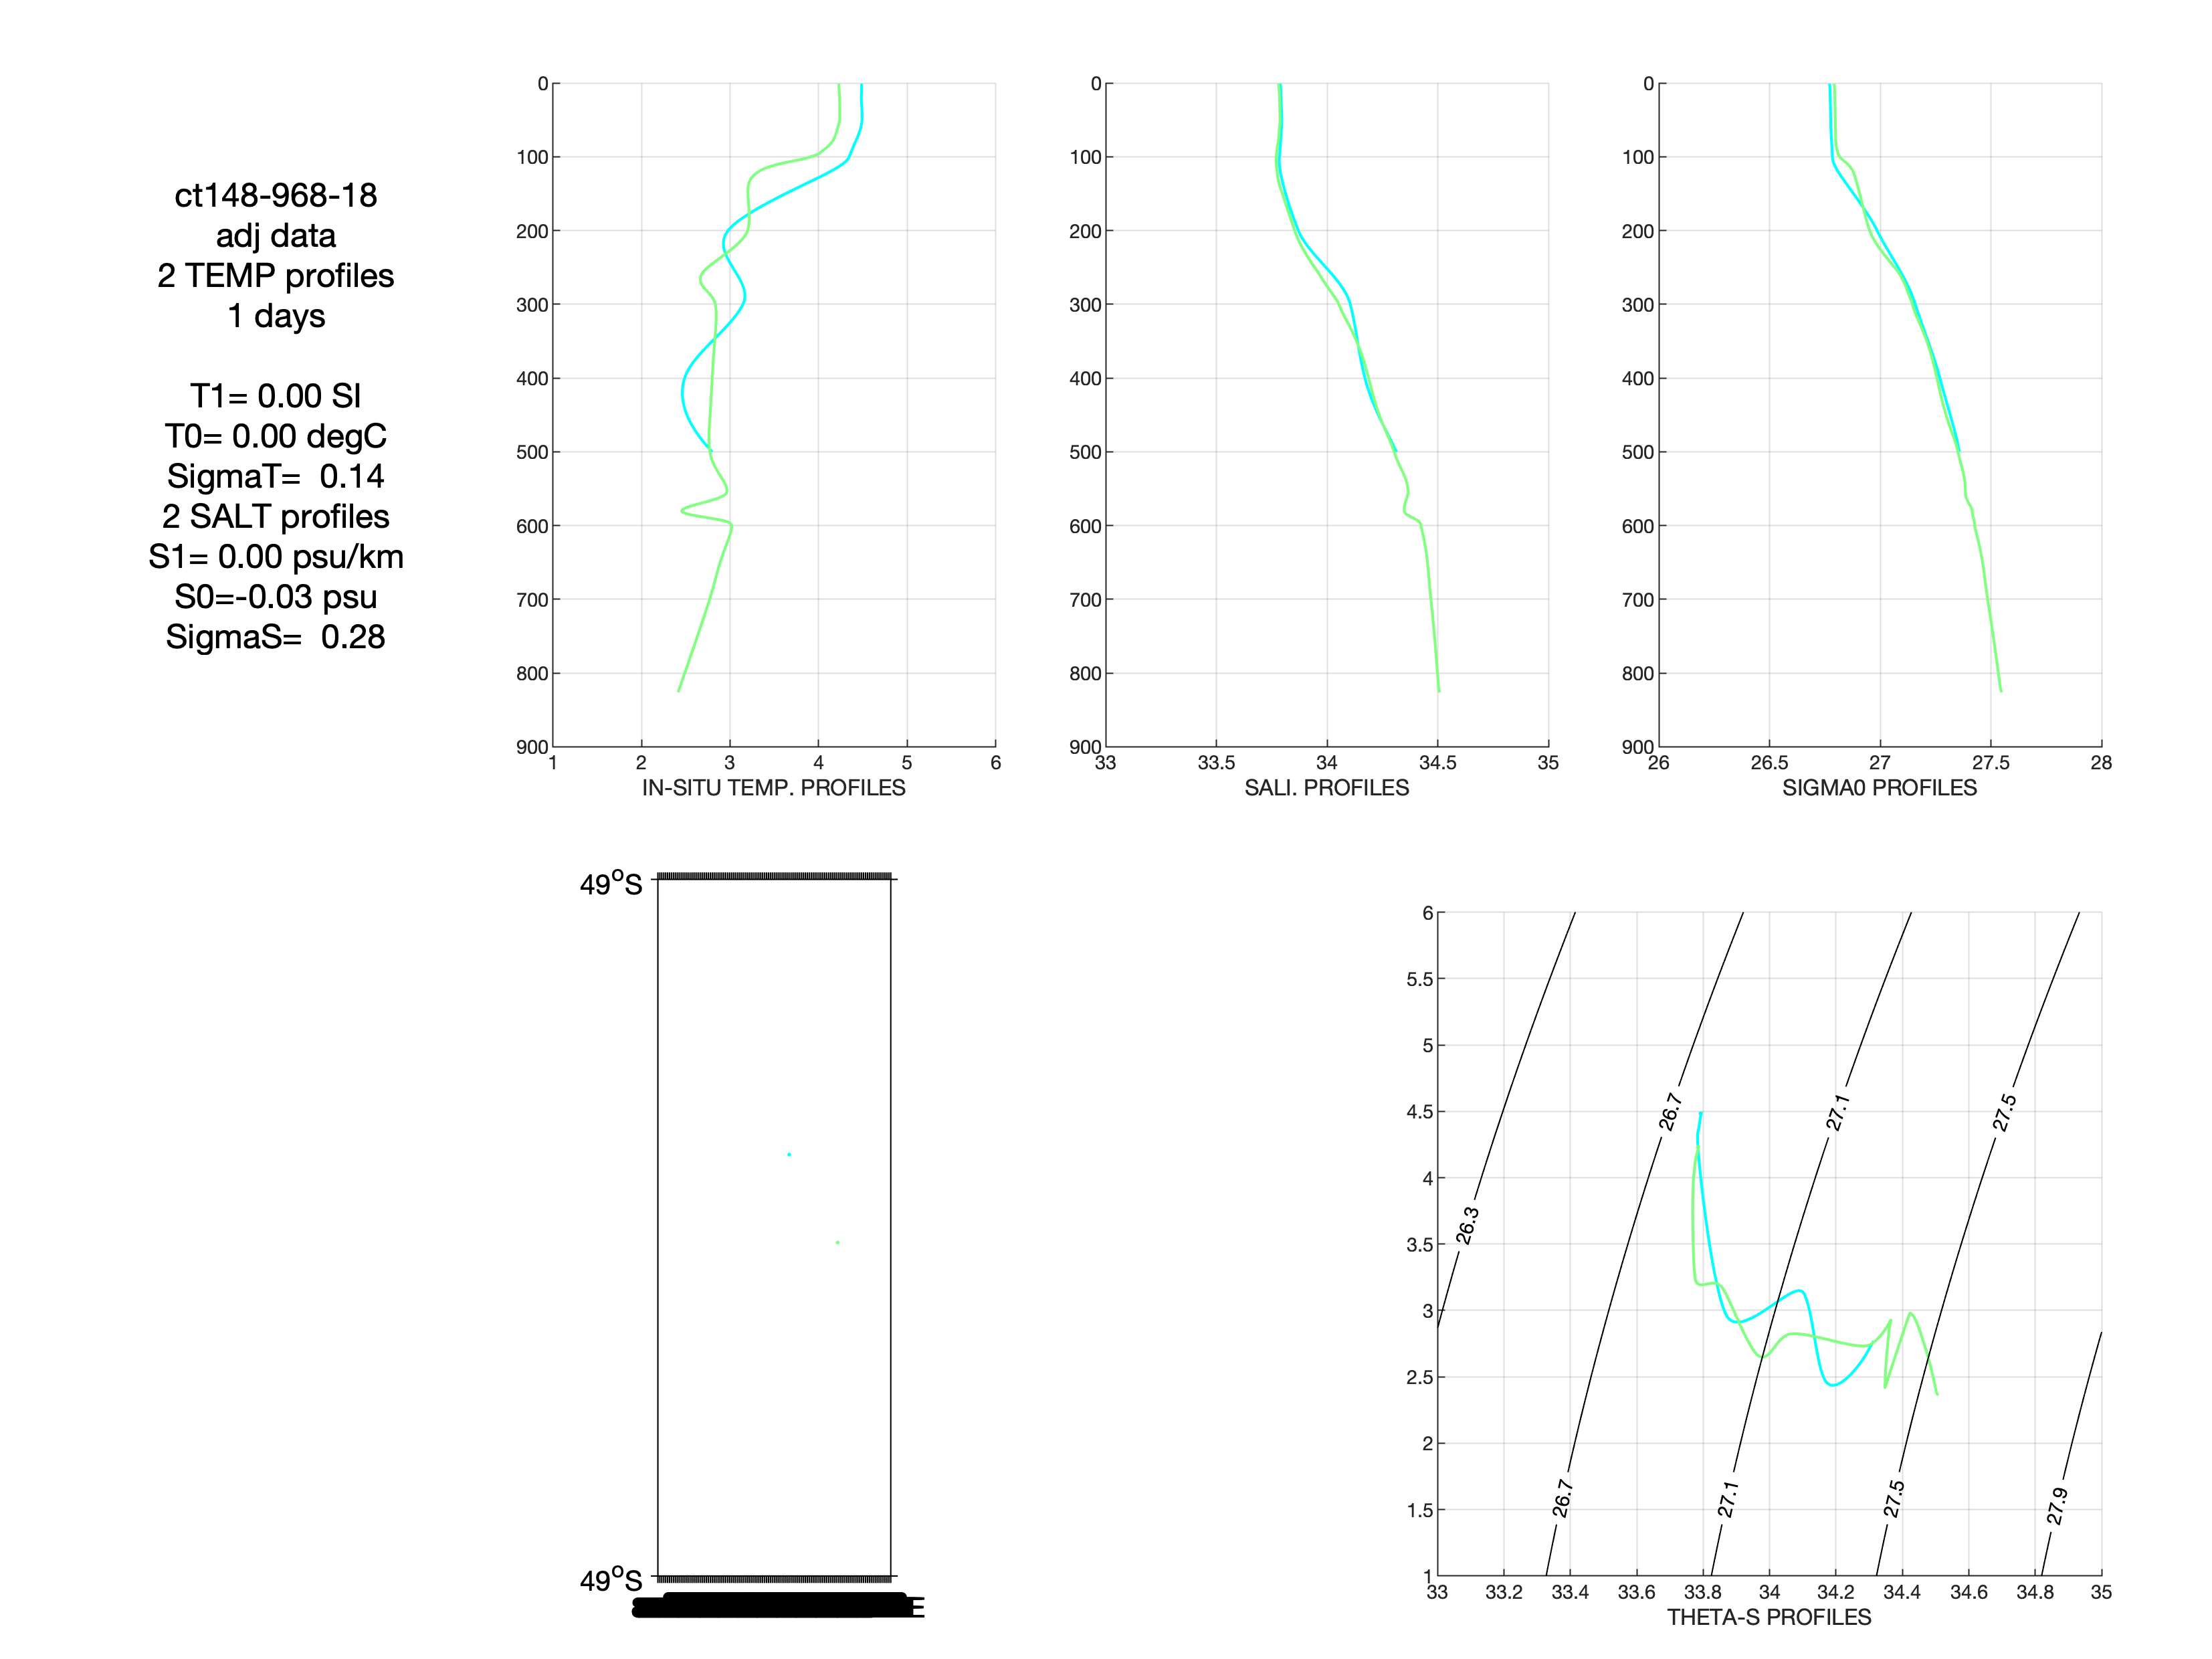 ct148-968-18
adj data
2 TEMP profiles
1 days
T1= 0.00 SI
T0= 0.00 degC
SigmaT= 0.14
2 SALT profiles
S1= 0.00 psu/km
S0=-0.03 psu
SigmaS= 0.28
0
100
200
300
400
500
600
700
800
900
1 2 3 4 5 6
IN-SITU TEMP. PROFILES
0
100
200
300
400
500
600
700
800
900
33 33.5 34 34.5 35
SALI. PROFILES
0
100
200
300
400
500
600
700
800
900
26 26.5 27 27.5 28
SIGMA0 PROFILES
49°S
49°S
6
5.5
5
4.5
4
3.5
3
2.5
2
1.5
1
26.3
26.7
27.1
27.5
26.7
27.1
27.5
27.9
33 33.2 33.4 33.6 33.8 34 34.2 34.4 34.6 34.8 35
THETA-S PROFILES